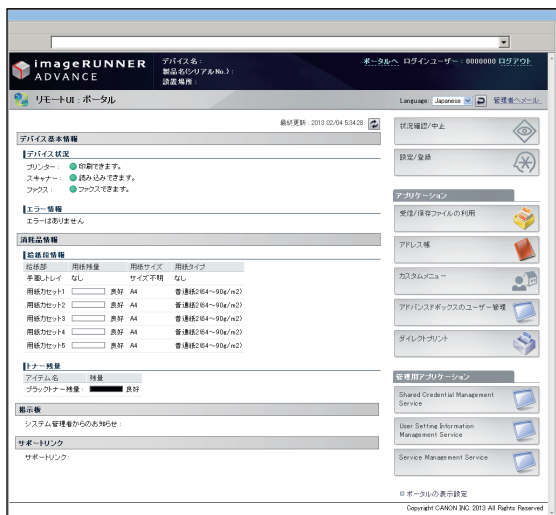 imageRUNNER
ADVANCE
デバイス名 :
製品名(シリアルNo.) :
設置場所 :
ポータルへ ログインユーザー : 0000000 ログアウト
リモートUI : ポータル
Language: Japanese 管理者へメール
最終更新 : 2013 02/04 5:34:28
デバイス基本情報
デバイス状況
プリンター : 印刷できます。
スキャナー : 読み込みできます。
ファクス : ファクスできます。
エラー情報
エラーはありません
消耗品情報
給紙段情報
給紙部 用紙残量 用紙サイズ 用紙タイプ
手差しトレイ なし サイズ不明 なし
用紙カセット1 良好 A4 普通紙2(64~90g/m2)
用紙カセット2 良好 A4 普通紙2(64~90g/m2)
用紙カセット3 良好 A4 普通紙2(64~90g/m2)
用紙カセット4 良好 A4 普通紙2(64~90g/m2)
用紙カセット5 良好 A4 普通紙2(64~90g/m2)
トナー残量
アイテム名 残量
ブラックトナー残量 : 良好
掲示板
システム管理者からのお知らせ :
サポートリンク
サポートリンク:
状況確認/中止
設定/登録
アプリケーション
受信/保存ファイルの利用
アドレス帳
カスタムメニュー
アドバンスドボックスのユーザー管理
ダイレクトプリント
管理用アプリケーション
Shared Credential Management
Service
User Setting Information
Management Service
Service Management Service
ポータルの表示設定
Copyright CANON INC. 2013 All Rights Reserved